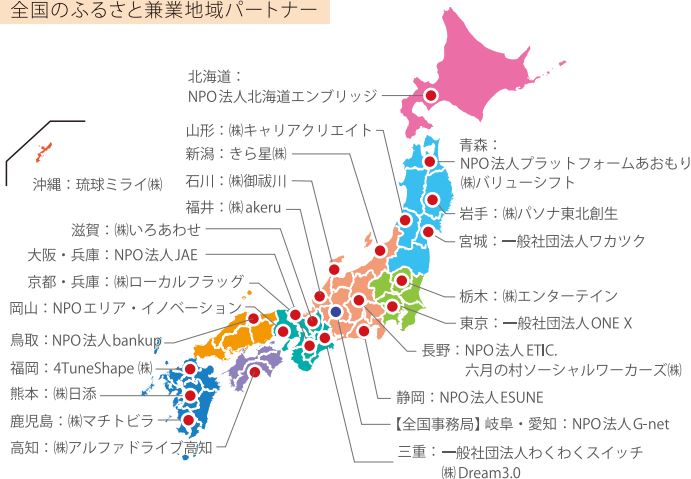 全国のふるさと兼業地域パートナー
北海道：
NPO法人北海道エンブリッジ
山形：㈱キャリアクリエイト
新潟：きら星㈱
石川：㈱御祓川
福井：㈱akeru
滋賀：㈱いろあわせ
大阪・兵庫：NPO法人JAE
京都・兵庫：㈱ローカルフラッグ
岡山：NPOエリア・イノベーション
鳥取：NPO法人bankup
福岡：4TuneShape ㈱
熊本：㈱日添
鹿児島：㈱マチトビラ
高知：㈱アルファドライブ高知
沖縄：琉球ミライ㈱
青森：
NPO法人プラットフォームあおもり
㈱バリューシフト
岩手：㈱パソナ東北創生
宮城：一般社団法人ワカツク
栃木：㈱エンターテイン
東京：一般社団法人ONE X
長野：NPO法人ETIC.
六月の村ソーシャルワーカーズ㈱
静岡：NPO法人ESUNE
【全国事務局】岐阜・愛知：NPO法人G-net
三重：一般社団法人わくわくスイッチ
㈱Dream3.0